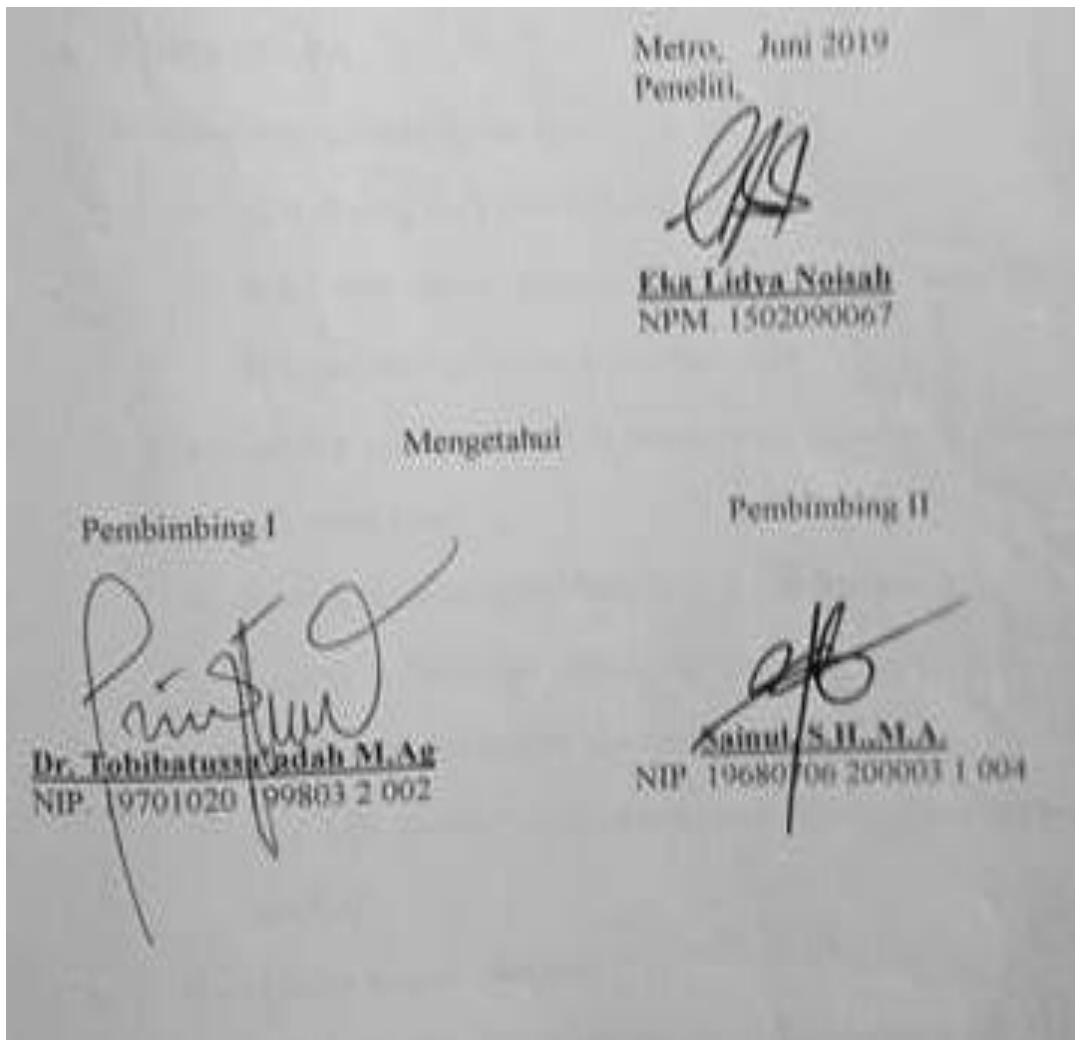 Metro, Juni 2019
Peneliti,
Eka Lidya Noisah
NPM. 1502090067
Mengetahui
Pembimbing I
Pembimbing II
Dr. Tobibatussa'adah M.Ag
NIP. 19701020 199803 2 002
Sainul, S.H.,M.A.
NIP. 19680706 200003 1 004